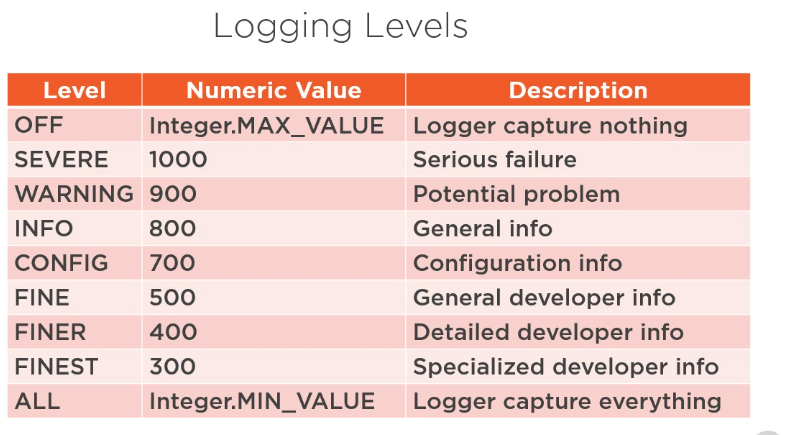 Logging Levels
Level Numeric Value Description
OFF Integer.MAX_VALUE Logger capture nothing
SEVERE 1000 Serious failure
WARNING 900 Potential problem
INFO 800 General info
CONFIG 700 Configuration info
FINE 500 General developer info
FINER 400 Detailed developer info
FINEST 300 Specialized developer info
ALL Integer.MIN_VALUE Logger capture everything